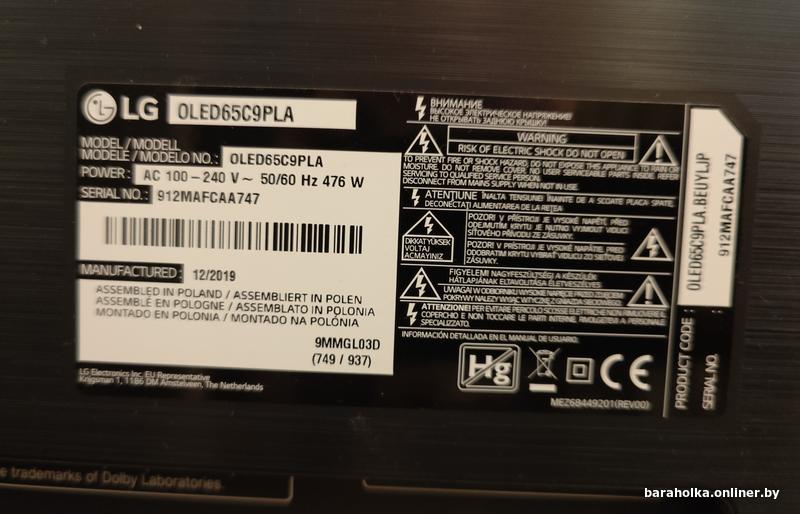 LG OLED65C9PLA
MODEL / MODELL
MODÈLE / MODELO NO. : OLED65C9PLA
POWER : AC 100 – 240 V ~ 50/60 Hz 476 W
SERIAL NO. : 912MAFCAA747
MANUFACTURED : 12/2019
ASSEMBLED IN POLAND / ASSEMBLIERT IN POLEN
ASSEMBLÉ EN POLOGNE / ASSEMBLATO IN POLONIA
MONTADO EN POLONIA / MONTADO NA POLÓNIA
9MMGL03D
(749 / 937)
LG Electronics Inc. EU Representative
Krijgsman 1, 1186 DM Amstelveen, The Netherlands
ВНИМАНИЕ
ВЫСОКОЕ ЭЛЕКТРИЧЕСКОЕ НАПРЯЖЕНИЕ!
НЕ ОТКРЫВАТЬ ЗАДНЮЮ КРЫШКУ!
WARNING
RISK OF ELECTRIC SHOCK DO NOT OPEN
TO PREVENT FIRE OR SHOCK HAZARD, DO NOT EXPOSE THIS APPLIANCE TO RAIN OR
MOISTURE. DO NOT REMOVE COVER. NO USER SERVICEABLE PARTS INSIDE. REFER
SERVICING TO QUALIFIED SERVICE PERSON.
DISCONNECT FROM MAINS SUPPLY WHEN NOT IN USE.
ATENȚIUNE ÎNALTA TENSIUNE! ÎNAINTE DE A SCOATE PLACA SPATE,
DECONECTAȚI ALIMENTAREA DE LA REȚEA
DIKKAT! YÜKSEK
VOLTAJ
AÇMAYINIZ
POZOR! V PŘÍSTROJI JE VYSOKÉ NAPĚTÍ. PŘED
ODEJMUTÍM KRYTU JE NUTNO VYJMOUT VIDLICI
SÍŤOVÉHO PŘÍVODU ZE ZÁSUVKY.
POZOR! V PRÍSTROJI JE VYSOKÉ NAPÄTIE! PRED
ODOBRATÍM KRYTU VYBRAŤ VIDLICU ZO SIEŤOVEJ
ZÁSUVKY.
FIGYELEM! NAGYFESZÜLTSÉG! A KÉSZÜLÉK
HÁTLAPJÁNAK ELTÁVOLÍTÁSA ÉLETVESZÉLYES
UWAGA! W ODBIORNIKU WYSOKIE NAPIĘCIE. PRZED ZDJĘCIEM
POKRYWY NALEŻY WYJĄĆ WTYCZKĘ Z GNIAZDA SIECIOWEGO
ATTENZIONE! PER EVITARE PERICOLO SCOSSE ELETTRICHE NON RIMUOVERE IL
COPERCHIO E NON TOCCARE LE PARTI INTERNE. RIVOLGERSI A PERSONALE
SPECIALIZZATO.
INFORMACIÓN DETALLADA EN EL MANUAL DE USUARIO.
Hg CE
MEZ68449201(REV00)
PRODUCT CODE : OLED65C9PLA.BEUYLJP
SERIAL NO. : 912MAFCAA747
e trademarks of Dolby Laboratories.
baraholka.onliner.by